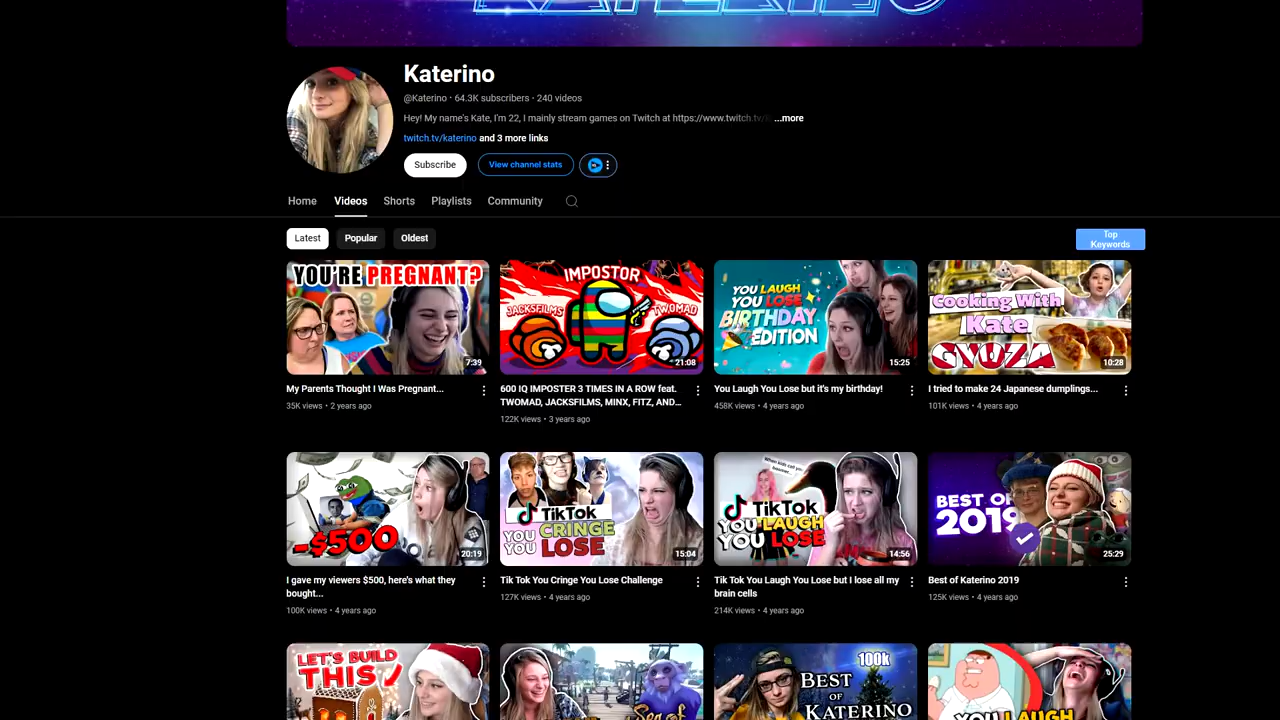 KATERINO
Katerino
@Katerino · 64.3K subscribers · 240 videos
Hey! My name's Kate, I'm 22, I mainly stream games on Twitch at https://www.twitch.tv/ ...more
twitch.tv/katerino and 3 more links
Subscribe
View channel stats
Home
Videos
Shorts
Playlists
Community
Latest
Popular
Oldest
Top
Keywords
YOU'RE PREGNANT?
7:39
IMPOSTOR
JACKSFILMS
TWOMAD
21:08
YOU LAUGH
YOU LOSE
BIRTHDAY
EDITION
15:25
Cooking With
Kate
GYOZA
10:28
My Parents Thought I Was Pregnant...
35K views • 2 years ago
600 IQ IMPOSTER 3 TIMES IN A ROW feat.
TWOMAD, JACKSFILMS, MINX, FITZ, AND...
122K views • 3 years ago
You Laugh You Lose but it's my birthday!
458K views • 4 years ago
I tried to make 24 Japanese dumplings...
101K views • 4 years ago
-$500
20:19
TikTok
YOU CRINGE
YOU LOSE
15:04
When kids call you
TikTok
YOU LAUGH
YOU LOSE
14:56
BEST OF
2019
25:29
I gave my viewers $500, here's what they
bought...
100K views • 4 years ago
Tik Tok You Cringe You Lose Challenge
127K views • 4 years ago
Tik Tok You Laugh You Lose but I lose all my
brain cells
214K views • 4 years ago
Best of Katerino 2019
125K views • 4 years ago
LET'S BUILD
THIS!
Sea of
100k
BEST
OF
KATERINO
YOU LAUGH